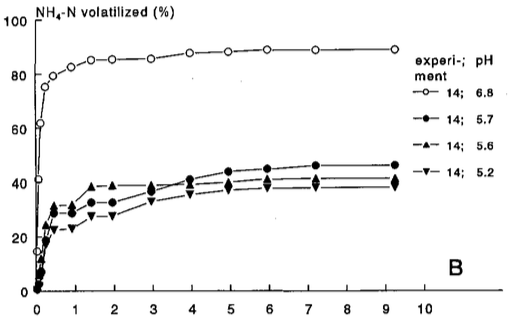 NH₄-N volatilized (%)
100
80
60
40
20
0
experi-; pH
ment
14; 6.8
14; 5.7
14; 5.6
14; 5.2
B
0 1 2 3 4 5 6 7 8 9 10